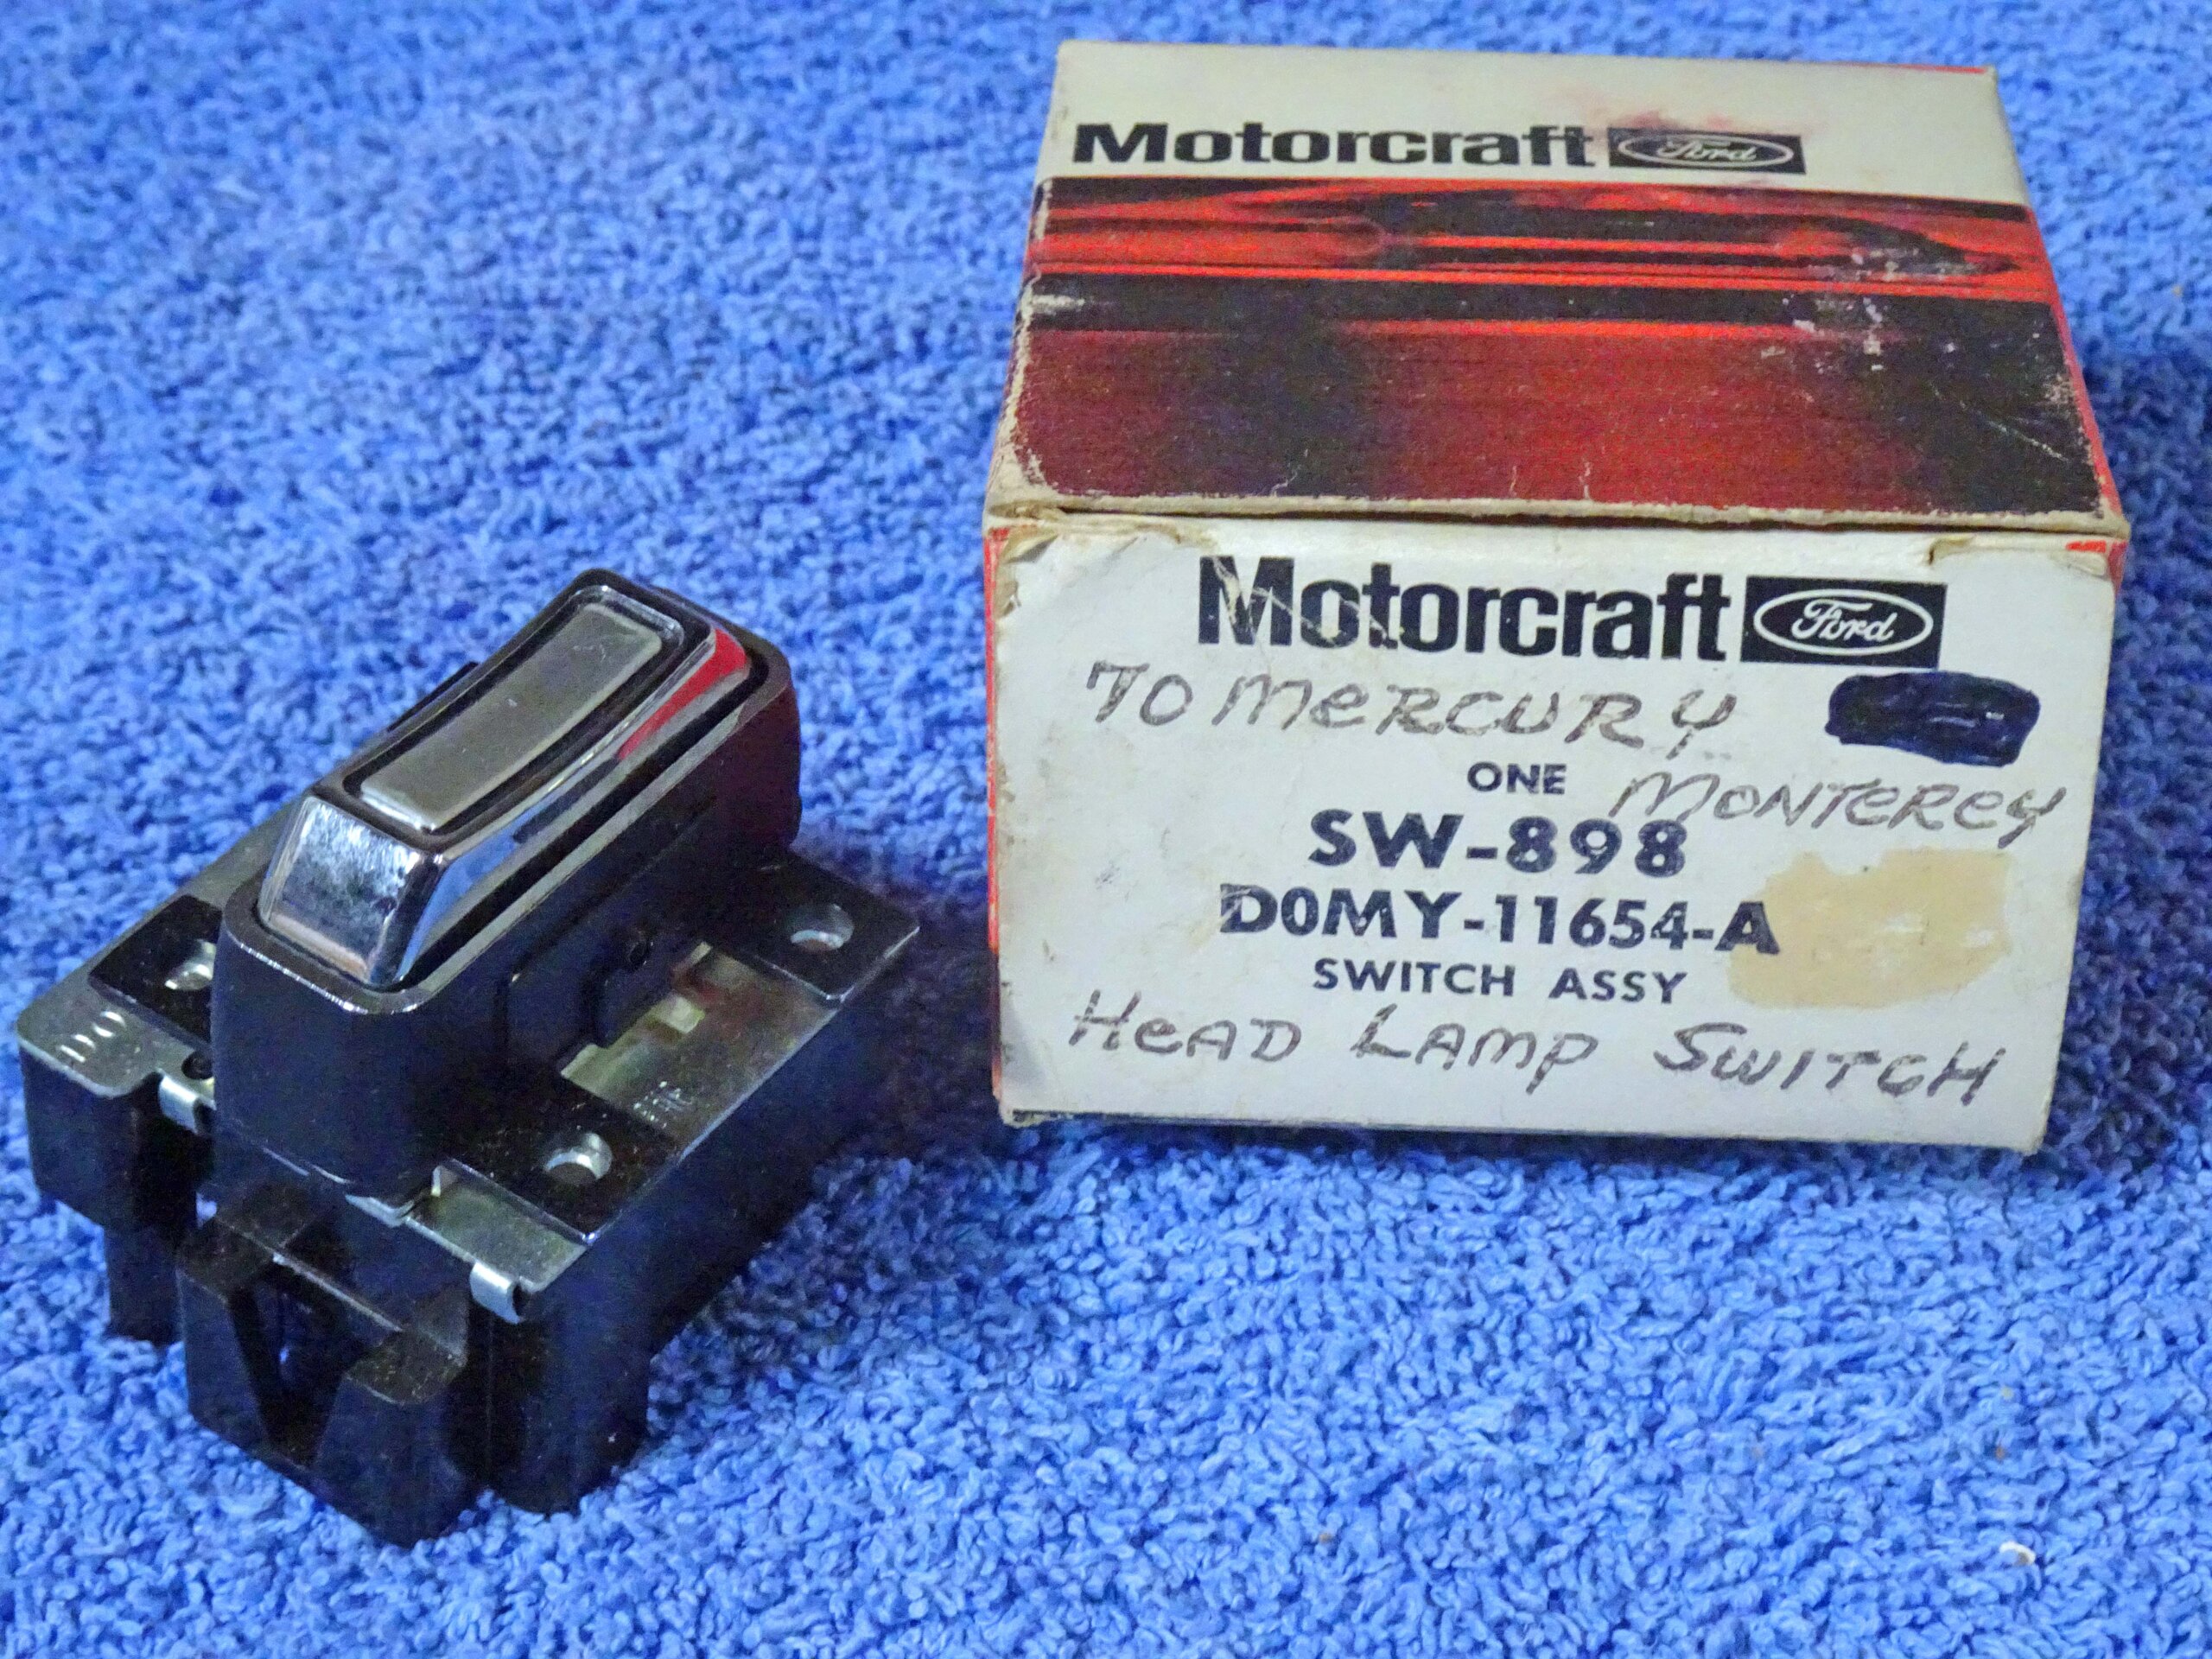 Motorcraft Ford
Motorcraft Ford
TO MERCURY
ONE MONTEREY
SW-898
D0MY-11654-A
SWITCH ASSY
HEAD LAMP SWITCH